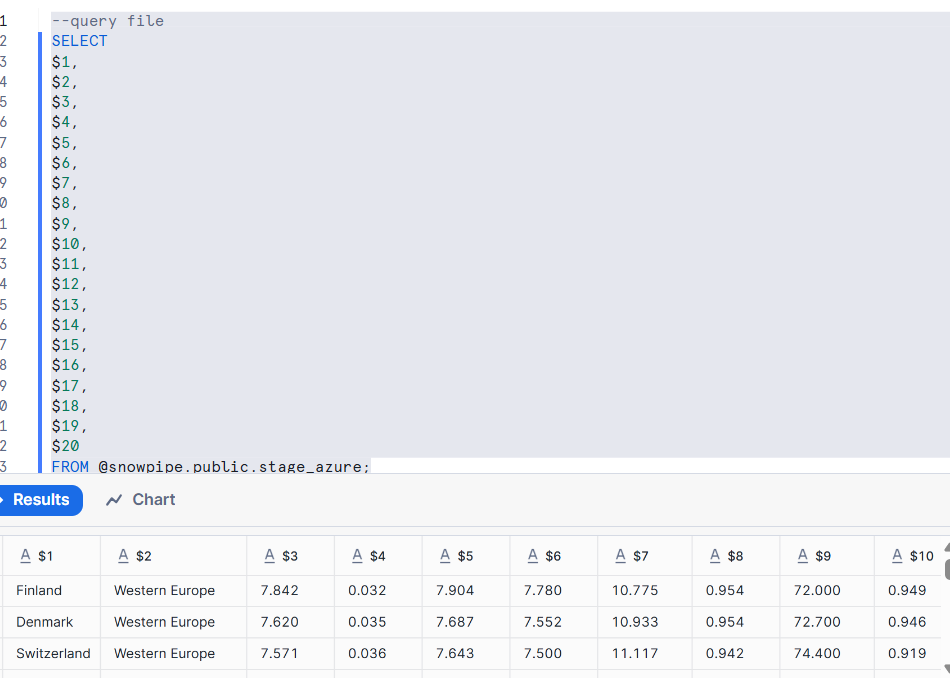 1 --query file
2 SELECT
3 $1,
4 $2,
5 $3,
6 $4,
7 $5,
8 $6,
9 $7,
0 $8,
1 $9,
2 $10,
3 $11,
4 $12,
5 $13,
6 $14,
7 $15,
8 $16,
9 $17,
0 $18,
1 $19,
2 $20
3 FROM @snowpipe.public.stage_azure;
Results Chart
A $1 A $2 A $3 A $4 A $5 A $6 A $7 A $8 A $9 A $10
Finland Western Europe 7.842 0.032 7.904 7.780 10.775 0.954 72.000 0.949
Denmark Western Europe 7.620 0.035 7.687 7.552 10.933 0.954 72.700 0.946
Switzerland Western Europe 7.571 0.036 7.643 7.500 11.117 0.942 74.400 0.919